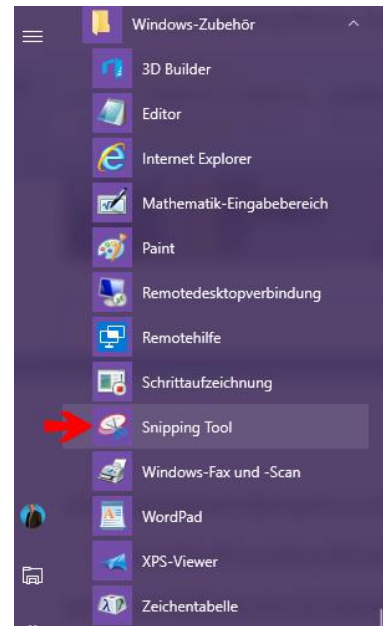 Windows-Zubehör
3D Builder
Editor
Internet Explorer
Mathematik-Eingabebereich
Paint
Remotedesktopverbindung
Remotehilfe
Schrittaufzeichnung
Snipping Tool
Windows-Fax und -Scan
WordPad
XPS-Viewer
Zeichentabelle